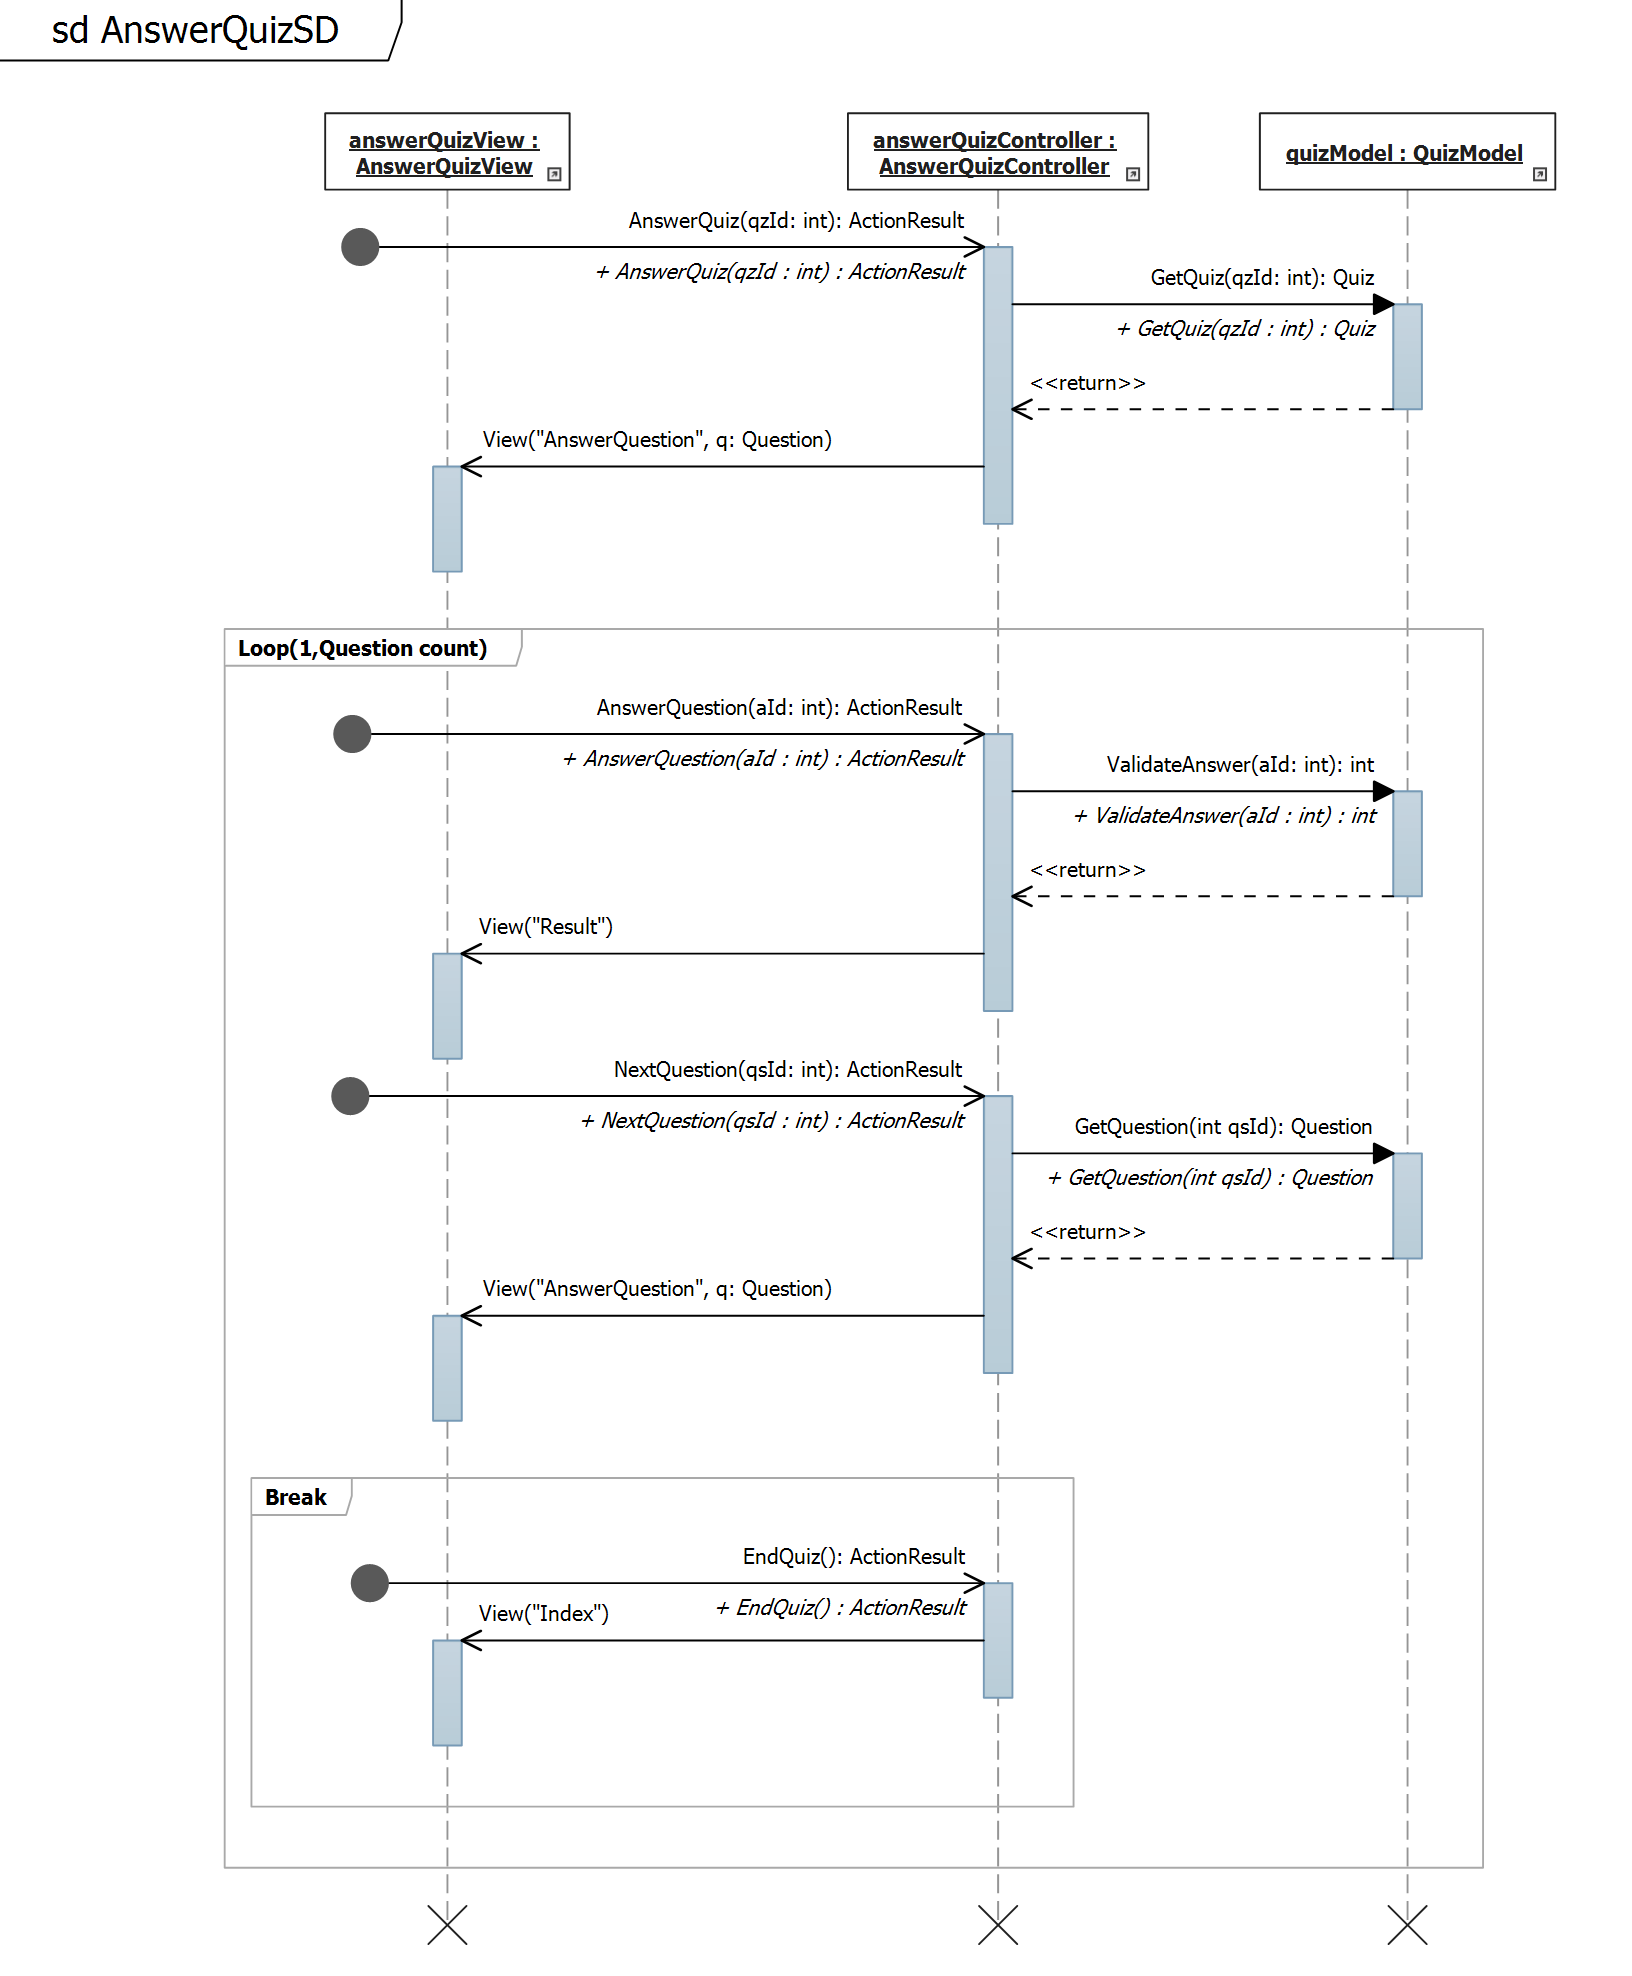 sd AnswerQuizSD
answerQuizView :
AnswerQuizView
answerQuizController :
AnswerQuizController
quizModel : QuizModel
AnswerQuiz(qzId: int): ActionResult
+ AnswerQuiz(qzId : int) : ActionResult
GetQuiz(qzId: int): Quiz
+ GetQuiz(qzId : int) : Quiz
<<return>>
View("AnswerQuestion", q: Question)
Loop(1,Question count)
AnswerQuestion(aId: int): ActionResult
+ AnswerQuestion(aId : int) : ActionResult
ValidateAnswer(aId: int): int
+ ValidateAnswer(aId : int) : int
<<return>>
View("Result")
NextQuestion(qsId: int): ActionResult
+ NextQuestion(qsId : int) : ActionResult
GetQuestion(int qsId): Question
+ GetQuestion(int qsId) : Question
<<return>>
View("AnswerQuestion", q: Question)
Break
EndQuiz(): ActionResult
+ EndQuiz() : ActionResult
View("Index")